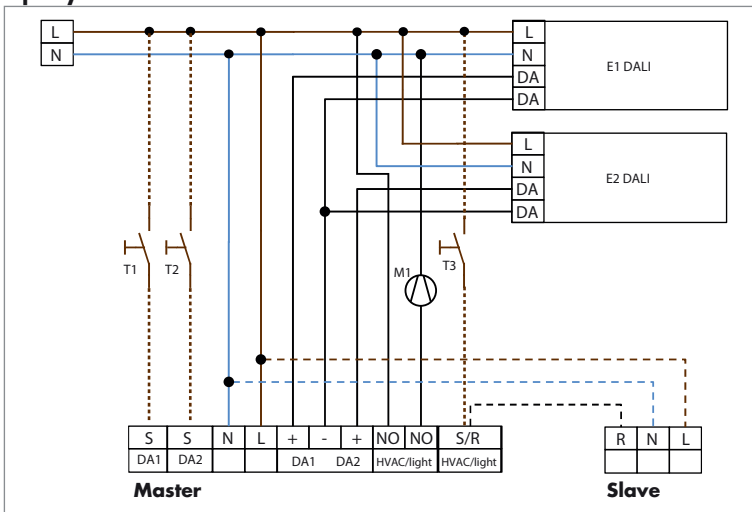 L
N
L
N
DA
DA
E1 DALI
L
N
DA
DA
E2 DALI
T1
T2
M1
T3
S S N L + - + NO NO S/R
DA1 DA2 DA1 DA2 HVAC/light HVAC/light
R N L
Master
Slave